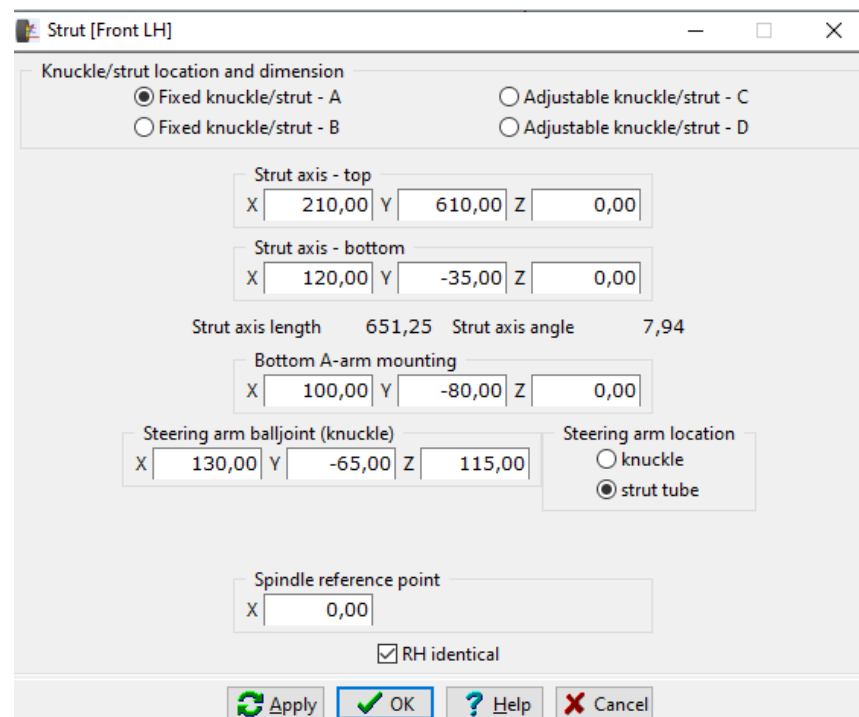 Strut [Front LH]
Knuckle/strut location and dimension
Fixed knuckle/strut - A Adjustable knuckle/strut - C
Fixed knuckle/strut - B Adjustable knuckle/strut - D
Strut axis - top
X 210,00 Y 610,00 Z 0,00
Strut axis - bottom
X 120,00 Y -35,00 Z 0,00
Strut axis length 651,25 Strut axis angle 7,94
Bottom A-arm mounting
X 100,00 Y -80,00 Z 0,00
Steering arm balljoint (knuckle) Steering arm location
X 130,00 Y -65,00 Z 115,00 knuckle
strut tube
Spindle reference point
X 0,00
RH identical
Apply OK Help Cancel